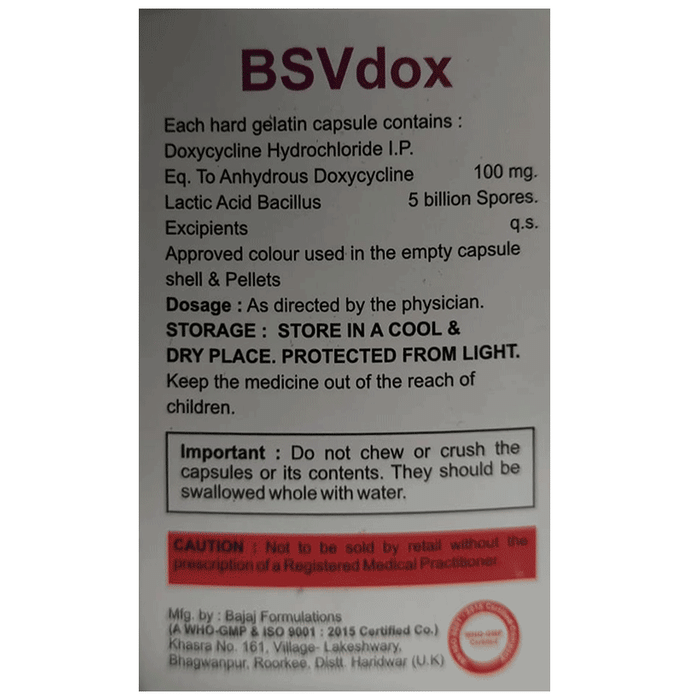 BSVdox
Each hard gelatin capsule contains :
Doxycycline Hydrochloride I.P.
Eq. To Anhydrous Doxycycline 100 mg.
Lactic Acid Bacillus 5 billion Spores.
Excipients q.s.
Approved colour used in the empty capsule
shell & Pellets
Dosage : As directed by the physician.
STORAGE : STORE IN A COOL &
DRY PLACE. PROTECTED FROM LIGHT.
Keep the medicine out of the reach of
children.
Important : Do not chew or crush the
capsules or its contents. They should be
swallowed whole with water.
CAUTION : Not to be sold by retail without the
prescription of a Registered Medical Practitioner.
Mfg. by : Bajaj Formulations
(A WHO-GMP & ISO 9001 : 2015 Certified Co.)
Khasra No. 161, Village- Lakeshwary,
Bhagwanpur, Roorkee, Distt. Haridwar (U.K)
WHO-GMP
Certified